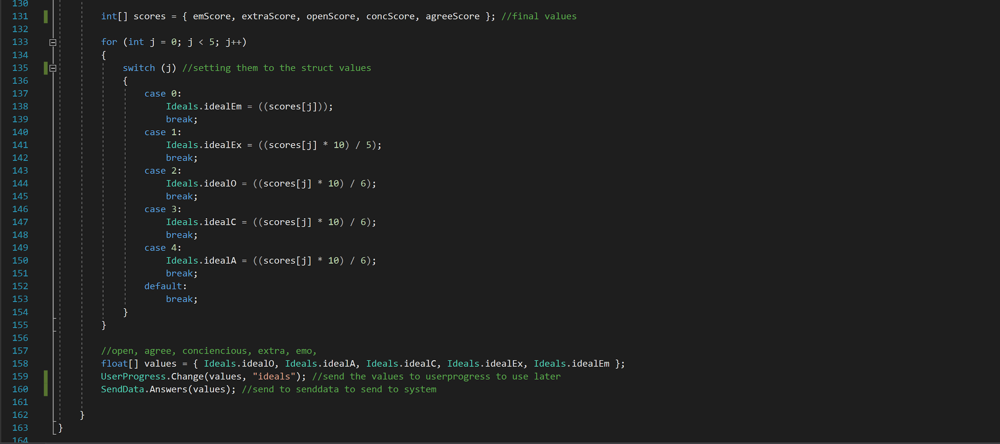 130
131 int[] scores = { emScore, extraScore, openScore, concScore, agreeScore }; //final values
132
133 for (int j = 0; j < 5; j++)
134 {
135 switch (j) //setting them to the struct values
136 {
137 case 0:
138 Ideals.idealEm = ((scores[j]));
139 break;
140 case 1:
141 Ideals.idealEx = ((scores[j] * 10) / 5);
142 break;
143 case 2:
144 Ideals.idealO = ((scores[j] * 10) / 6);
145 break;
146 case 3:
147 Ideals.idealC = ((scores[j] * 10) / 6);
148 break;
149 case 4:
150 Ideals.idealA = ((scores[j] * 10) / 6);
151 break;
152 default:
153 break;
154 }
155 }
156
157 //open, agree, conciencious, extra, emo,
158 float[] values = { Ideals.idealO, Ideals.idealA, Ideals.idealC, Ideals.idealEx, Ideals.idealEm };
159 UserProgress.Change(values, "ideals"); //send the values to userprogress to use later
160 SendData.Answers(values); //send to senddata to send to system
161
162 }
163 }
164